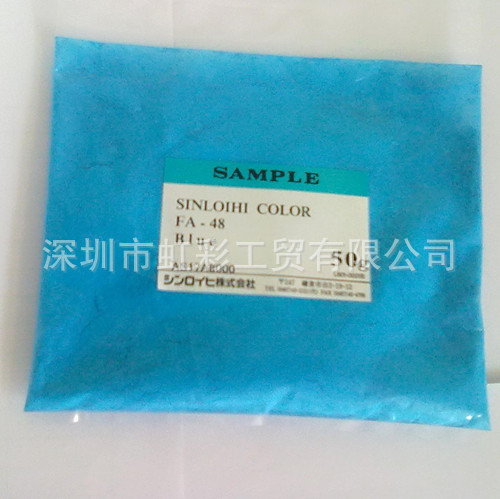 SAMPLE
SINLOIHI COLOR
FA - 48
Blue
深圳市虹彩工贸有限公司
50g
シンロイヒ株式会社